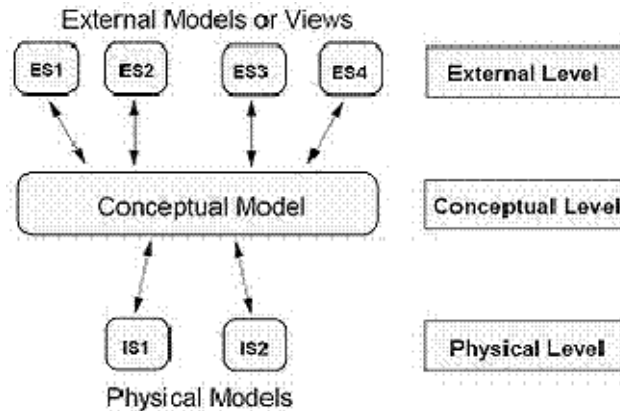 External Models or Views
ES1 ES2 ES3 ES4 External Level
Conceptual Model Conceptual Level
IS1 IS2 Physical Level
Physical Models